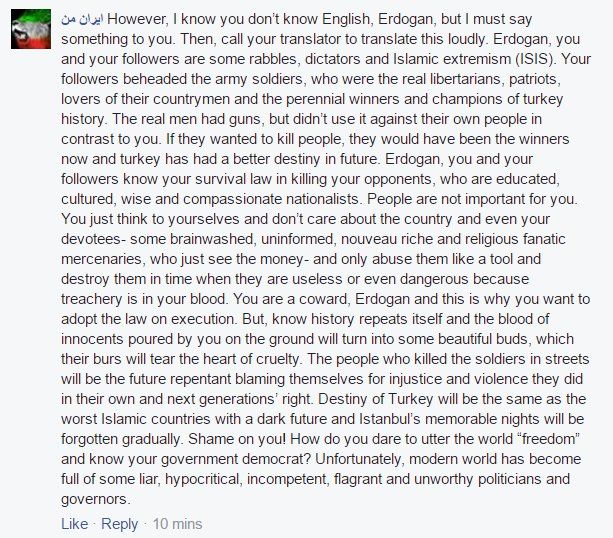 ایران من However, I know you don't know English, Erdogan, but I must say
something to you. Then, call your translator to translate this loudly. Erdogan, you
and your followers are some rabbles, dictators and Islamic extremism (ISIS). Your
followers beheaded the army soldiers, who were the real libertarians, patriots,
lovers of their countrymen and the perennial winners and champions of turkey
history. The real men had guns, but didn't use it against their own people in
contrast to you. If they wanted to kill people, they would have been the winners
now and turkey has had a better destiny in future. Erdogan, you and your
followers know your survival law in killing your opponents, who are educated,
cultured, wise and compassionate nationalists. People are not important for you.
You just think to yourselves and don't care about the country and even your
devotees- some brainwashed, uninformed, nouveau riche and religious fanatic
mercenaries, who just see the money- and only abuse them like a tool and
destroy them in time when they are useless or even dangerous because
treachery is in your blood. You are a coward, Erdogan and this is why you want to
adopt the law on execution. But, know history repeats itself and the blood of
innocents poured by you on the ground will turn into some beautiful buds, which
their burs will tear the heart of cruelty. The people who killed the soldiers in streets
will be the future repentant blaming themselves for injustice and violence they did
in their own and next generations' right. Destiny of Turkey will be the same as the
worst Islamic countries with a dark future and Istanbul's memorable nights will be
forgotten gradually. Shame on you! How do you dare to utter the world "freedom"
and know your government democrat? Unfortunately, modern world has become
full of some liar, hypocritical, incompetent, flagrant and unworthy politicians and
governors.
Like · Reply · 10 mins